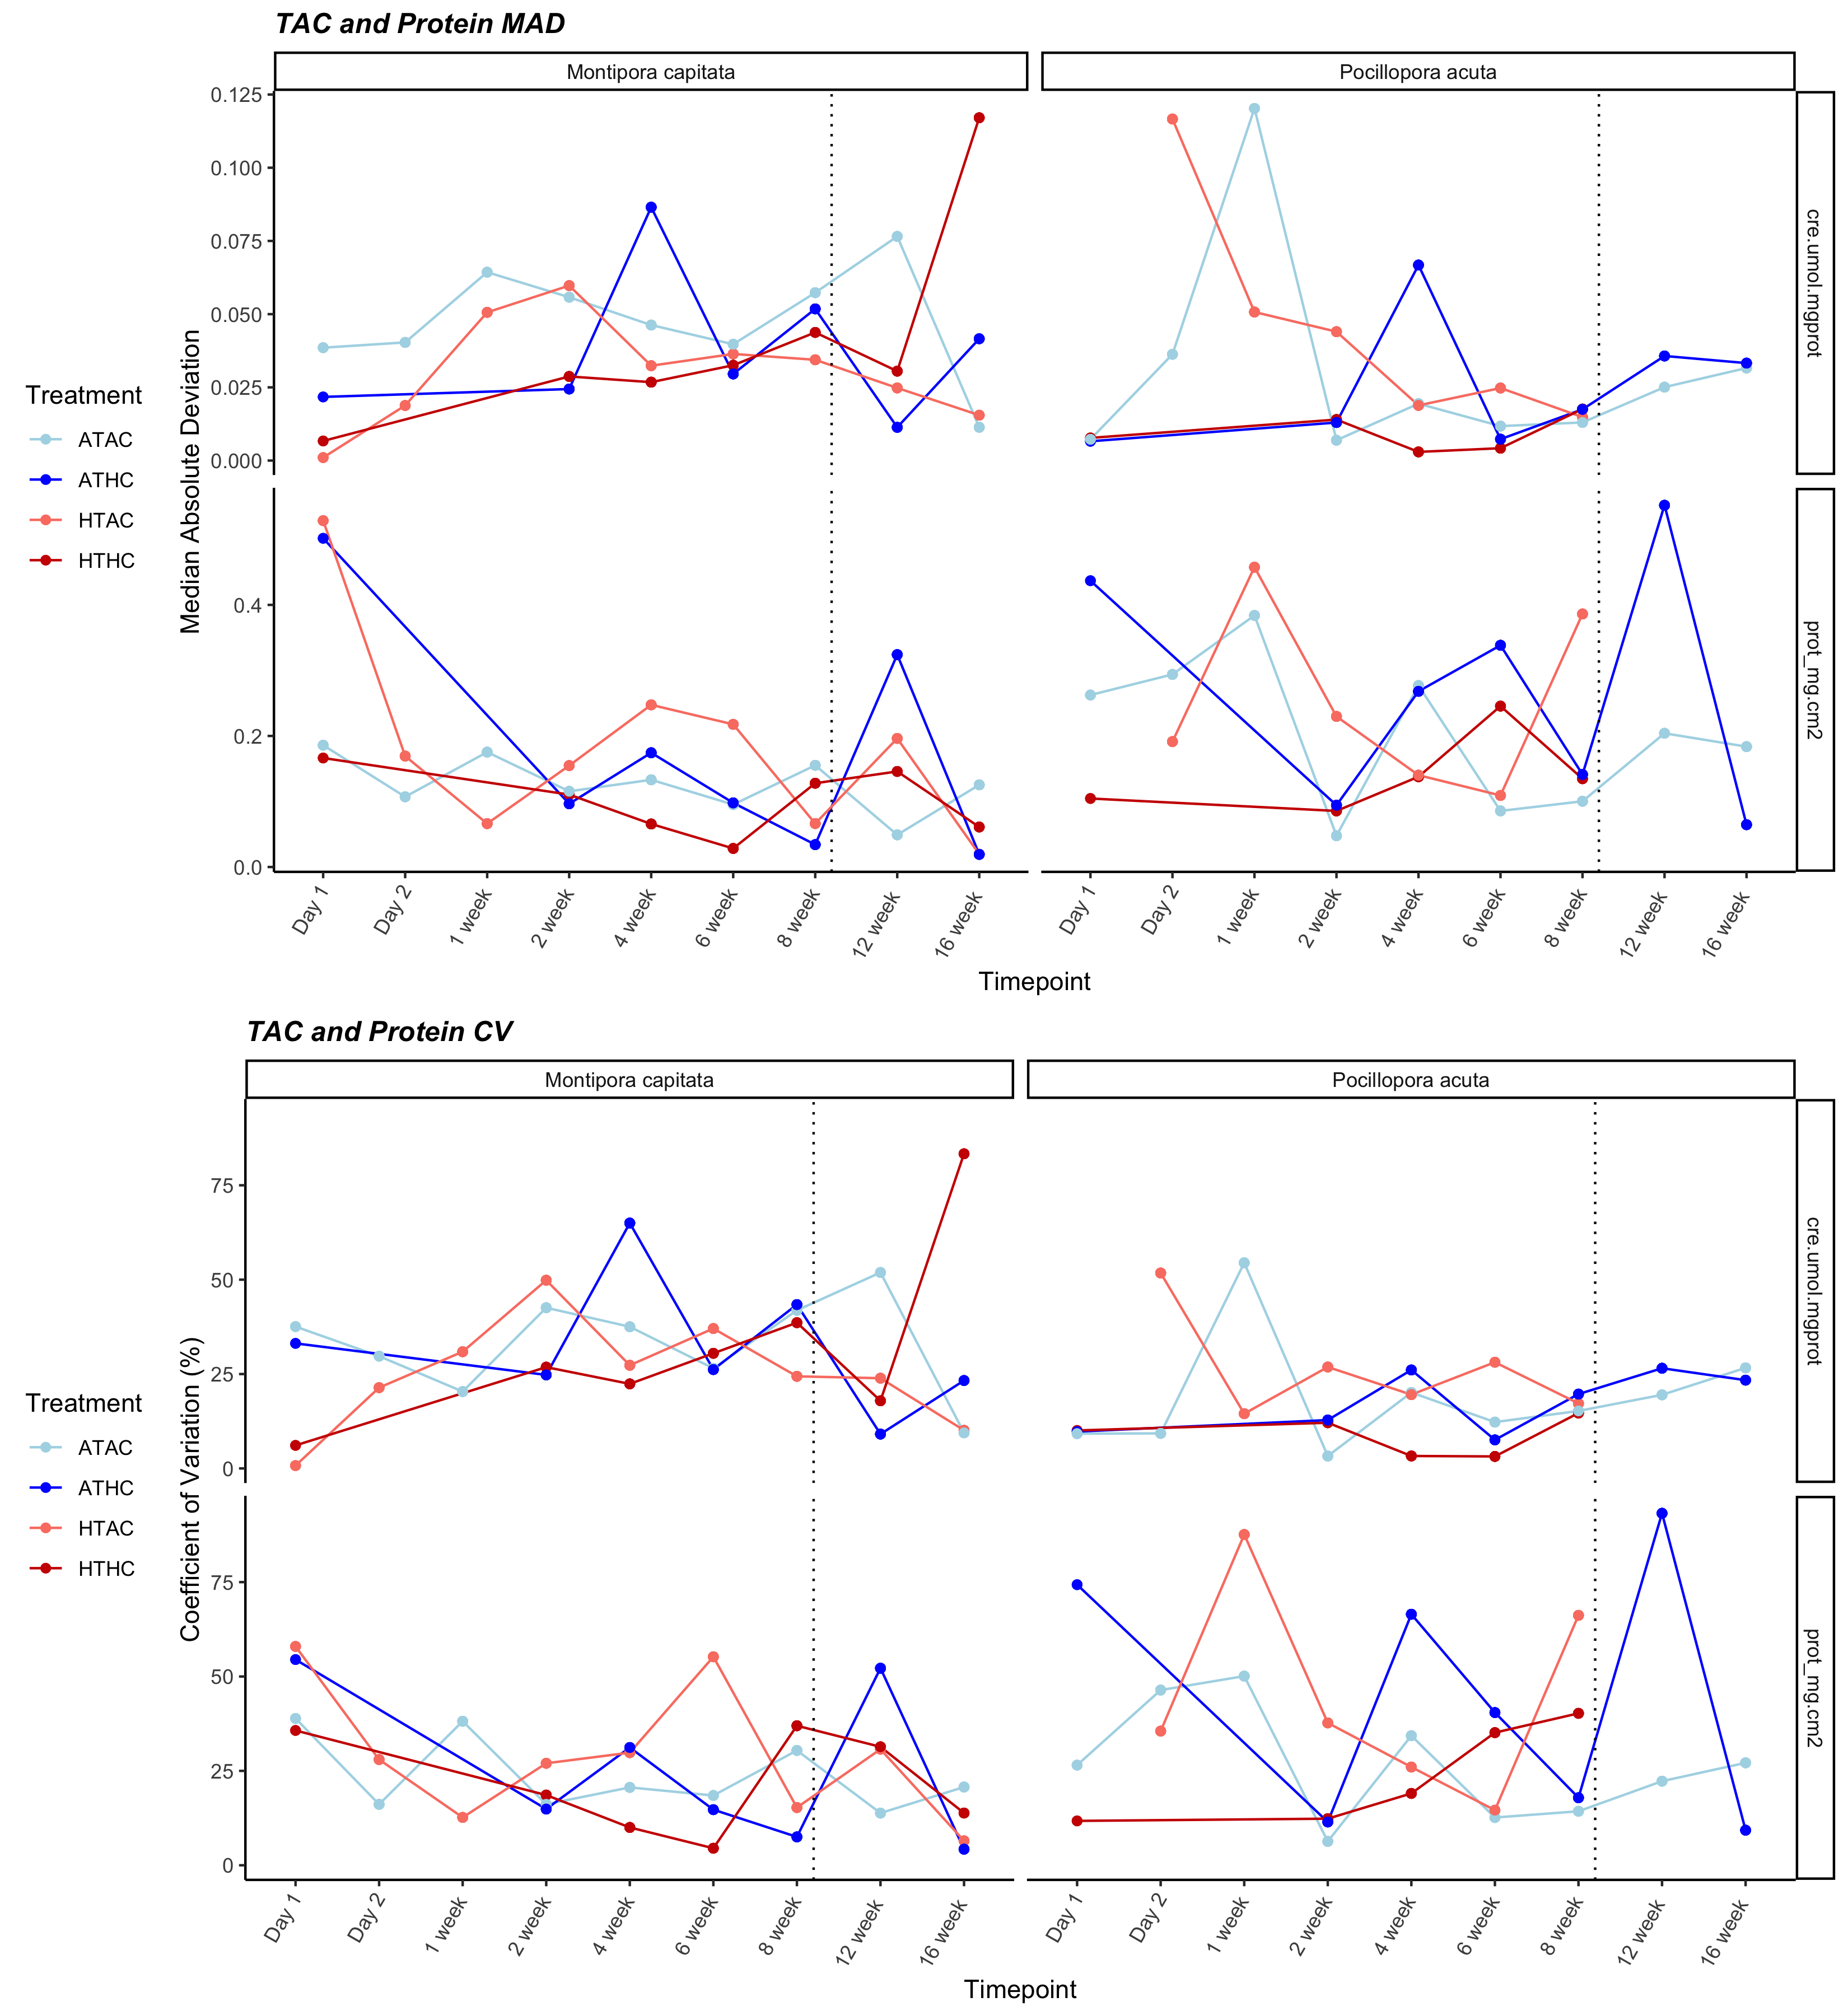 TAC and Protein MAD
Montipora capitata
Pocillopora acuta
0.125
0.100
0.075
0.050
0.025
0.000
cre.umol.mgprot
Median Absolute Deviation
0.4
0.2
0.0
prot_mg.cm2
Treatment
ATAC
ATHC
HTAC
HTHC
Day 1
Day 2
1 week
2 week
4 week
6 week
8 week
12 week
16 week
Day 1
Day 2
1 week
2 week
4 week
6 week
8 week
12 week
16 week
Timepoint
TAC and Protein CV
Montipora capitata
Pocillopora acuta
75
50
25
0
cre.umol.mgprot
Coefficient of Variation (%)
75
50
25
0
prot_mg.cm2
Treatment
ATAC
ATHC
HTAC
HTHC
Day 1
Day 2
1 week
2 week
4 week
6 week
8 week
12 week
16 week
Day 1
Day 2
1 week
2 week
4 week
6 week
8 week
12 week
16 week
Timepoint